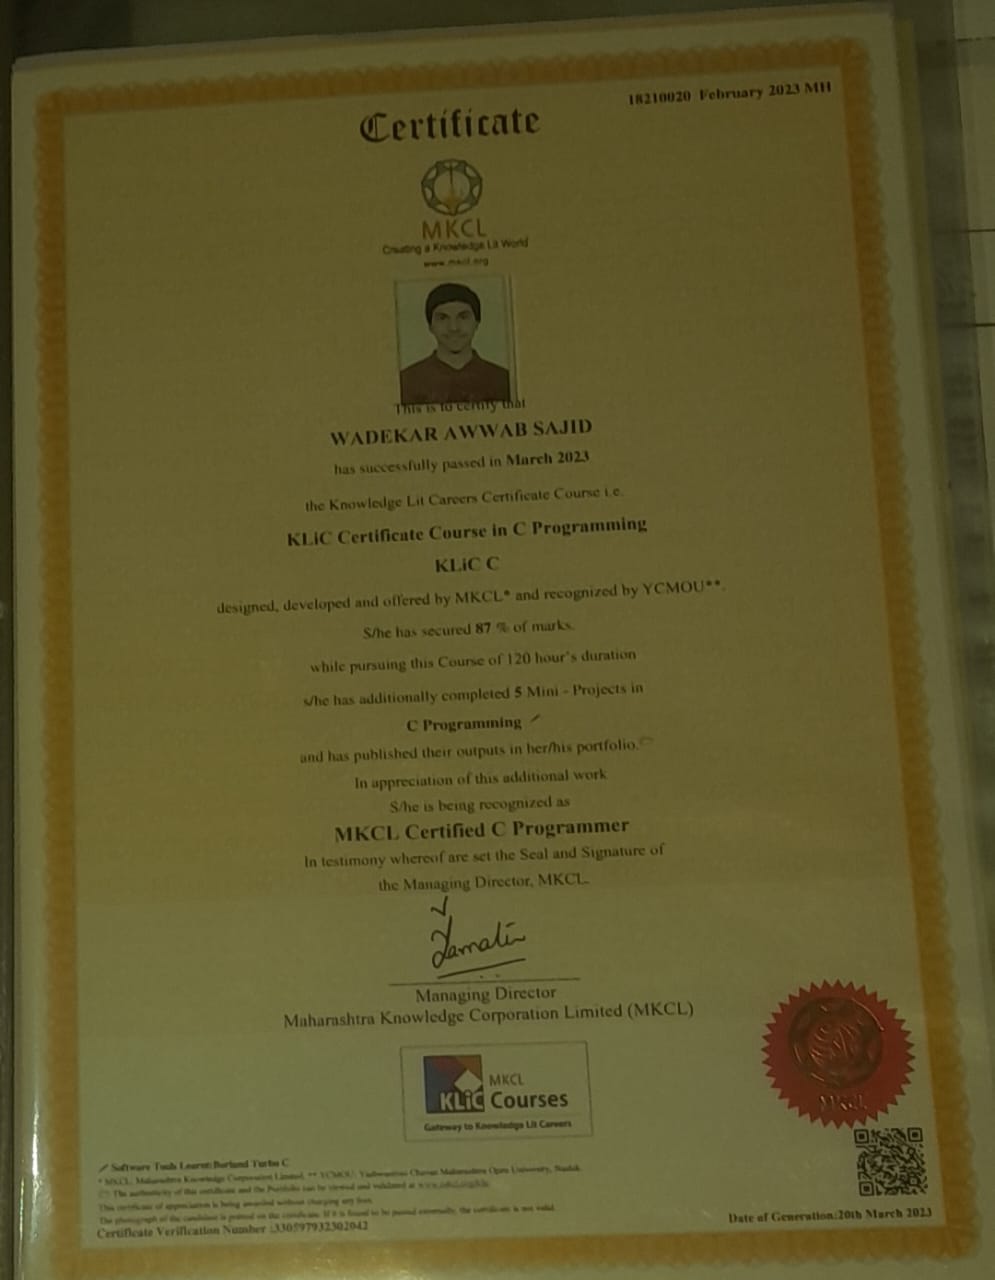 18210020 February 2023 MH
Certificate
MKCL
Creating a Knowledge Lit World
www.mkcl.org
This is to certify that
WADEKAR AWWAB SAJID
has successfully passed in March 2023
the Knowledge Lit Careers Certificate Course i.e.
KLiC Certificate Course in C Programming
KLiC C
designed, developed and offered by MKCL* and recognized by YCMOU**.
S/he has secured 87 % of marks.
while pursuing this Course of 120 hour's duration
s/he has additionally completed 5 Mini - Projects in
C Programming
and has published their outputs in her/his portfolio.
In appreciation of this additional work
S/he is being recognized as
MKCL Certified C Programmer
In testimony whereof are set the Seal and Signature of
the Managing Director, MKCL.
Managing Director
Maharashtra Knowledge Corporation Limited (MKCL)
MKCL
KLiC Courses
Gateway to Knowledge Lit Careers
MKCL
Software Tools Learnt: Borland Turbo C
* MKCL: Maharashtra Knowledge Corporation Limited, ** YCMOU: Yashwantrao Chavan Maharashtra Open University, Nashik.
The authenticity of this certificate and the Portfolio can be viewed and validated at
This certificate of appreciation is being awarded without charging any fees.
The photograph of the candidate is printed on the certificate. If it is found to be pasted externally, the certificate is not valid.
Certificate Verification Number :
Date of Generation:20th March 2023